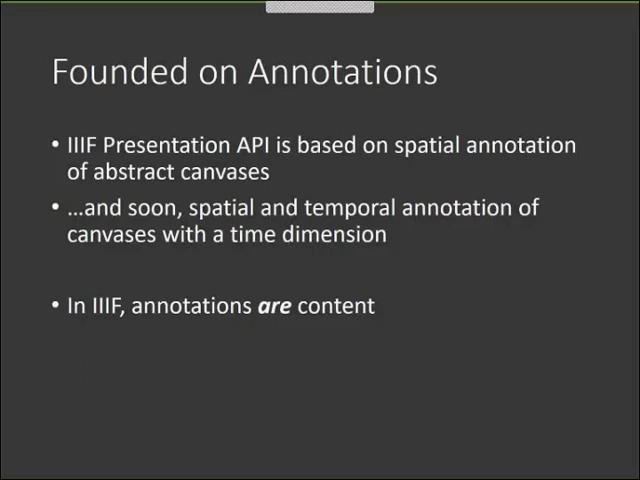 Founded on Annotations
• IIIF Presentation API is based on spatial annotation
of abstract canvases
• …and soon, spatial and temporal annotation of
canvases with a time dimension
• In IIIF, annotations are content